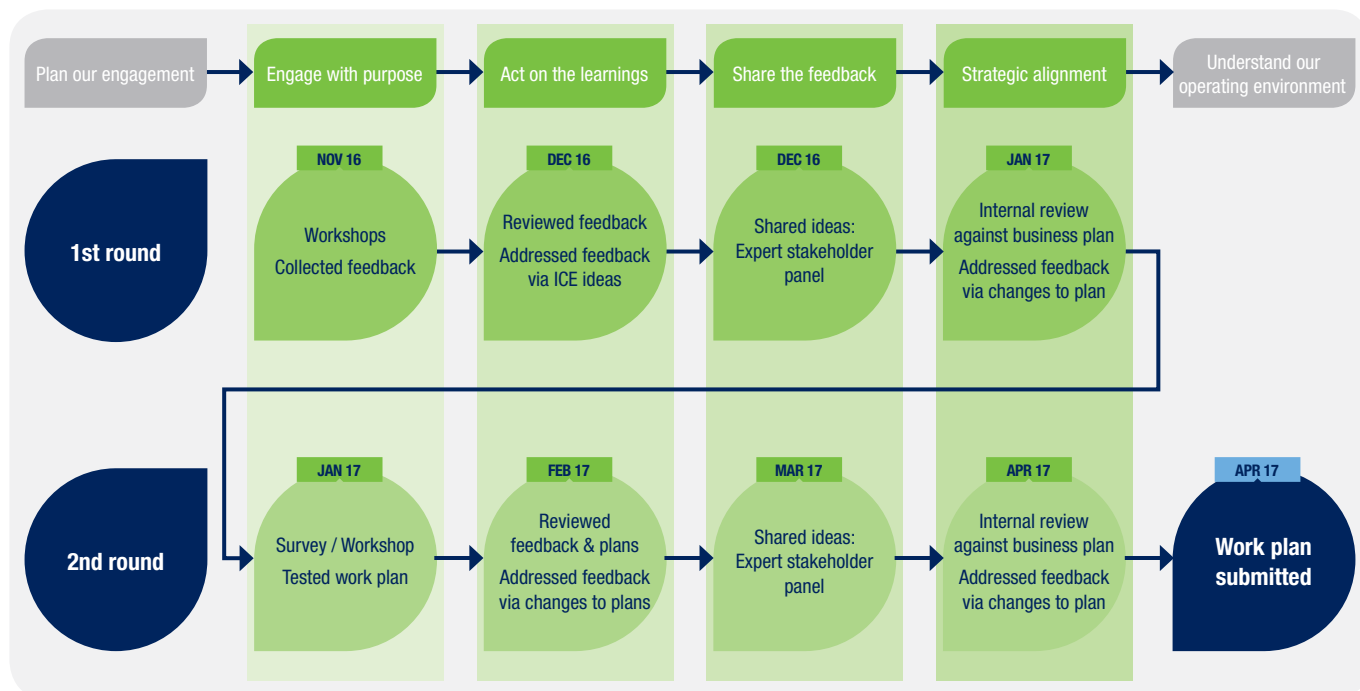 Plan our engagement
Engage with purpose
Act on the learnings
Share the feedback
Strategic alignment
Understand our
operating environment
1st round
NOV 16
Workshops
Collected feedback
DEC 16
Reviewed feedback
Addressed feedback
via ICE ideas
DEC 16
Shared ideas:
Expert stakeholder
panel
JAN 17
Internal review
against business plan
Addressed feedback
via changes to plan
2nd round
JAN 17
Survey / Workshop
Tested work plan
FEB 17
Reviewed
feedback & plans
Addressed feedback
via changes to plans
MAR 17
Shared ideas:
Expert stakeholder
panel
APR 17
Internal review
against business plan
Addressed feedback
via changes to plan
APR 17
Work plan
submitted